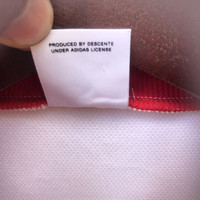 PRODUCED BY DESCENTE
UNDER ADIDAS LICENSE